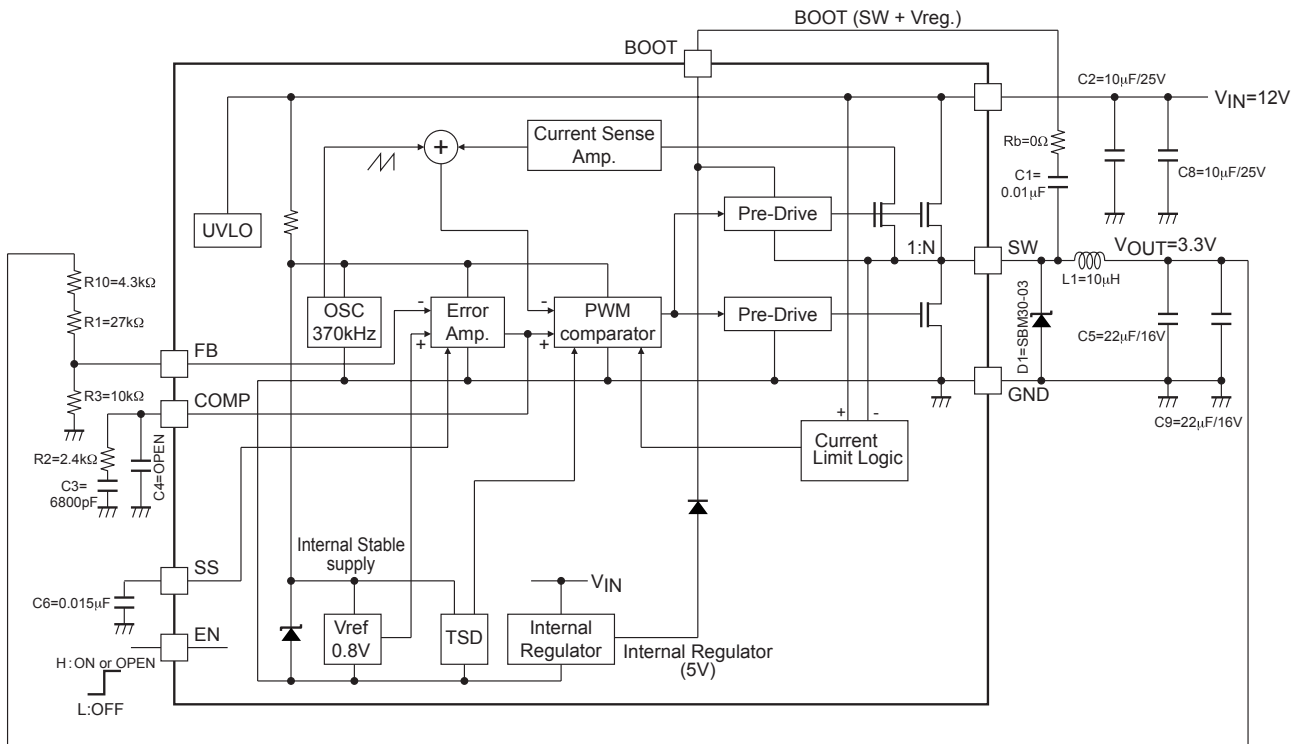 BOOT (SW + Vreg.)
BOOT
C2=10μF/25V
VIN=12V
Rb=0Ω
C1=
0.01μF
C8=10μF/25V
Current Sense
Amp.
+
UVLO
Pre-Drive
1:N
SW
VOUT=3.3V
L1=10μH
R10=4.3kΩ
R1=27kΩ
OSC
370kHz
-
Error
Amp.
+
-
PWM
comparator
+
Pre-Drive
D1=SBM30-03
C5=22μF/16V
FB
R3=10kΩ
COMP
GND
C9=22μF/16V
+ -
Current
Limit Logic
R2=2.4kΩ
C3=
6800pF
C4=OPEN
Internal Stable
supply
SS
VIN
C6=0.015μF
Vref
0.8V
TSD
Internal
Regulator
Internal Regulator
(5V)
EN
H:ON or OPEN
L:OFF